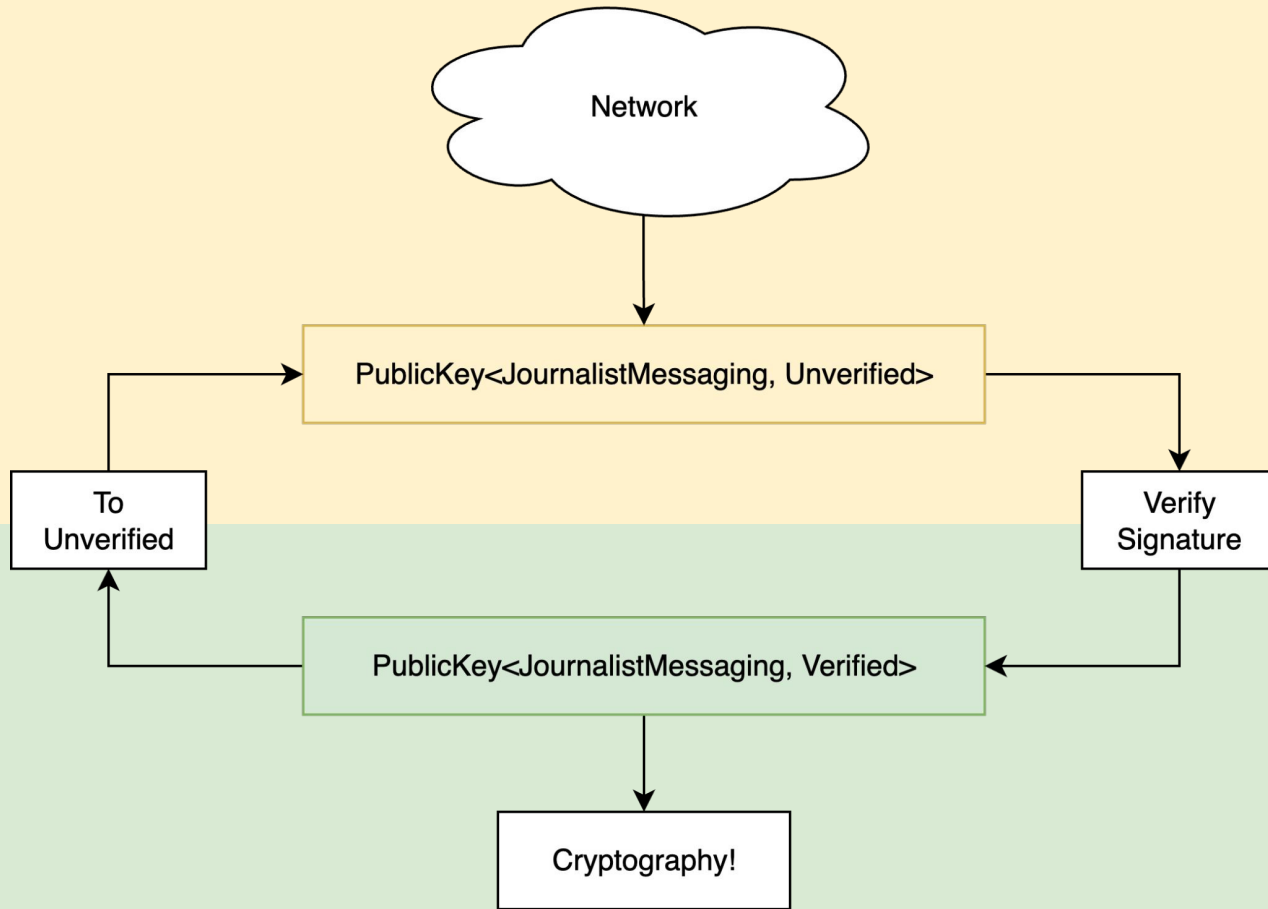 Network
PublicKey<JournalistMessaging, Unverified>
To
Unverified
Verify
Signature
PublicKey<JournalistMessaging, Verified>
Cryptography!